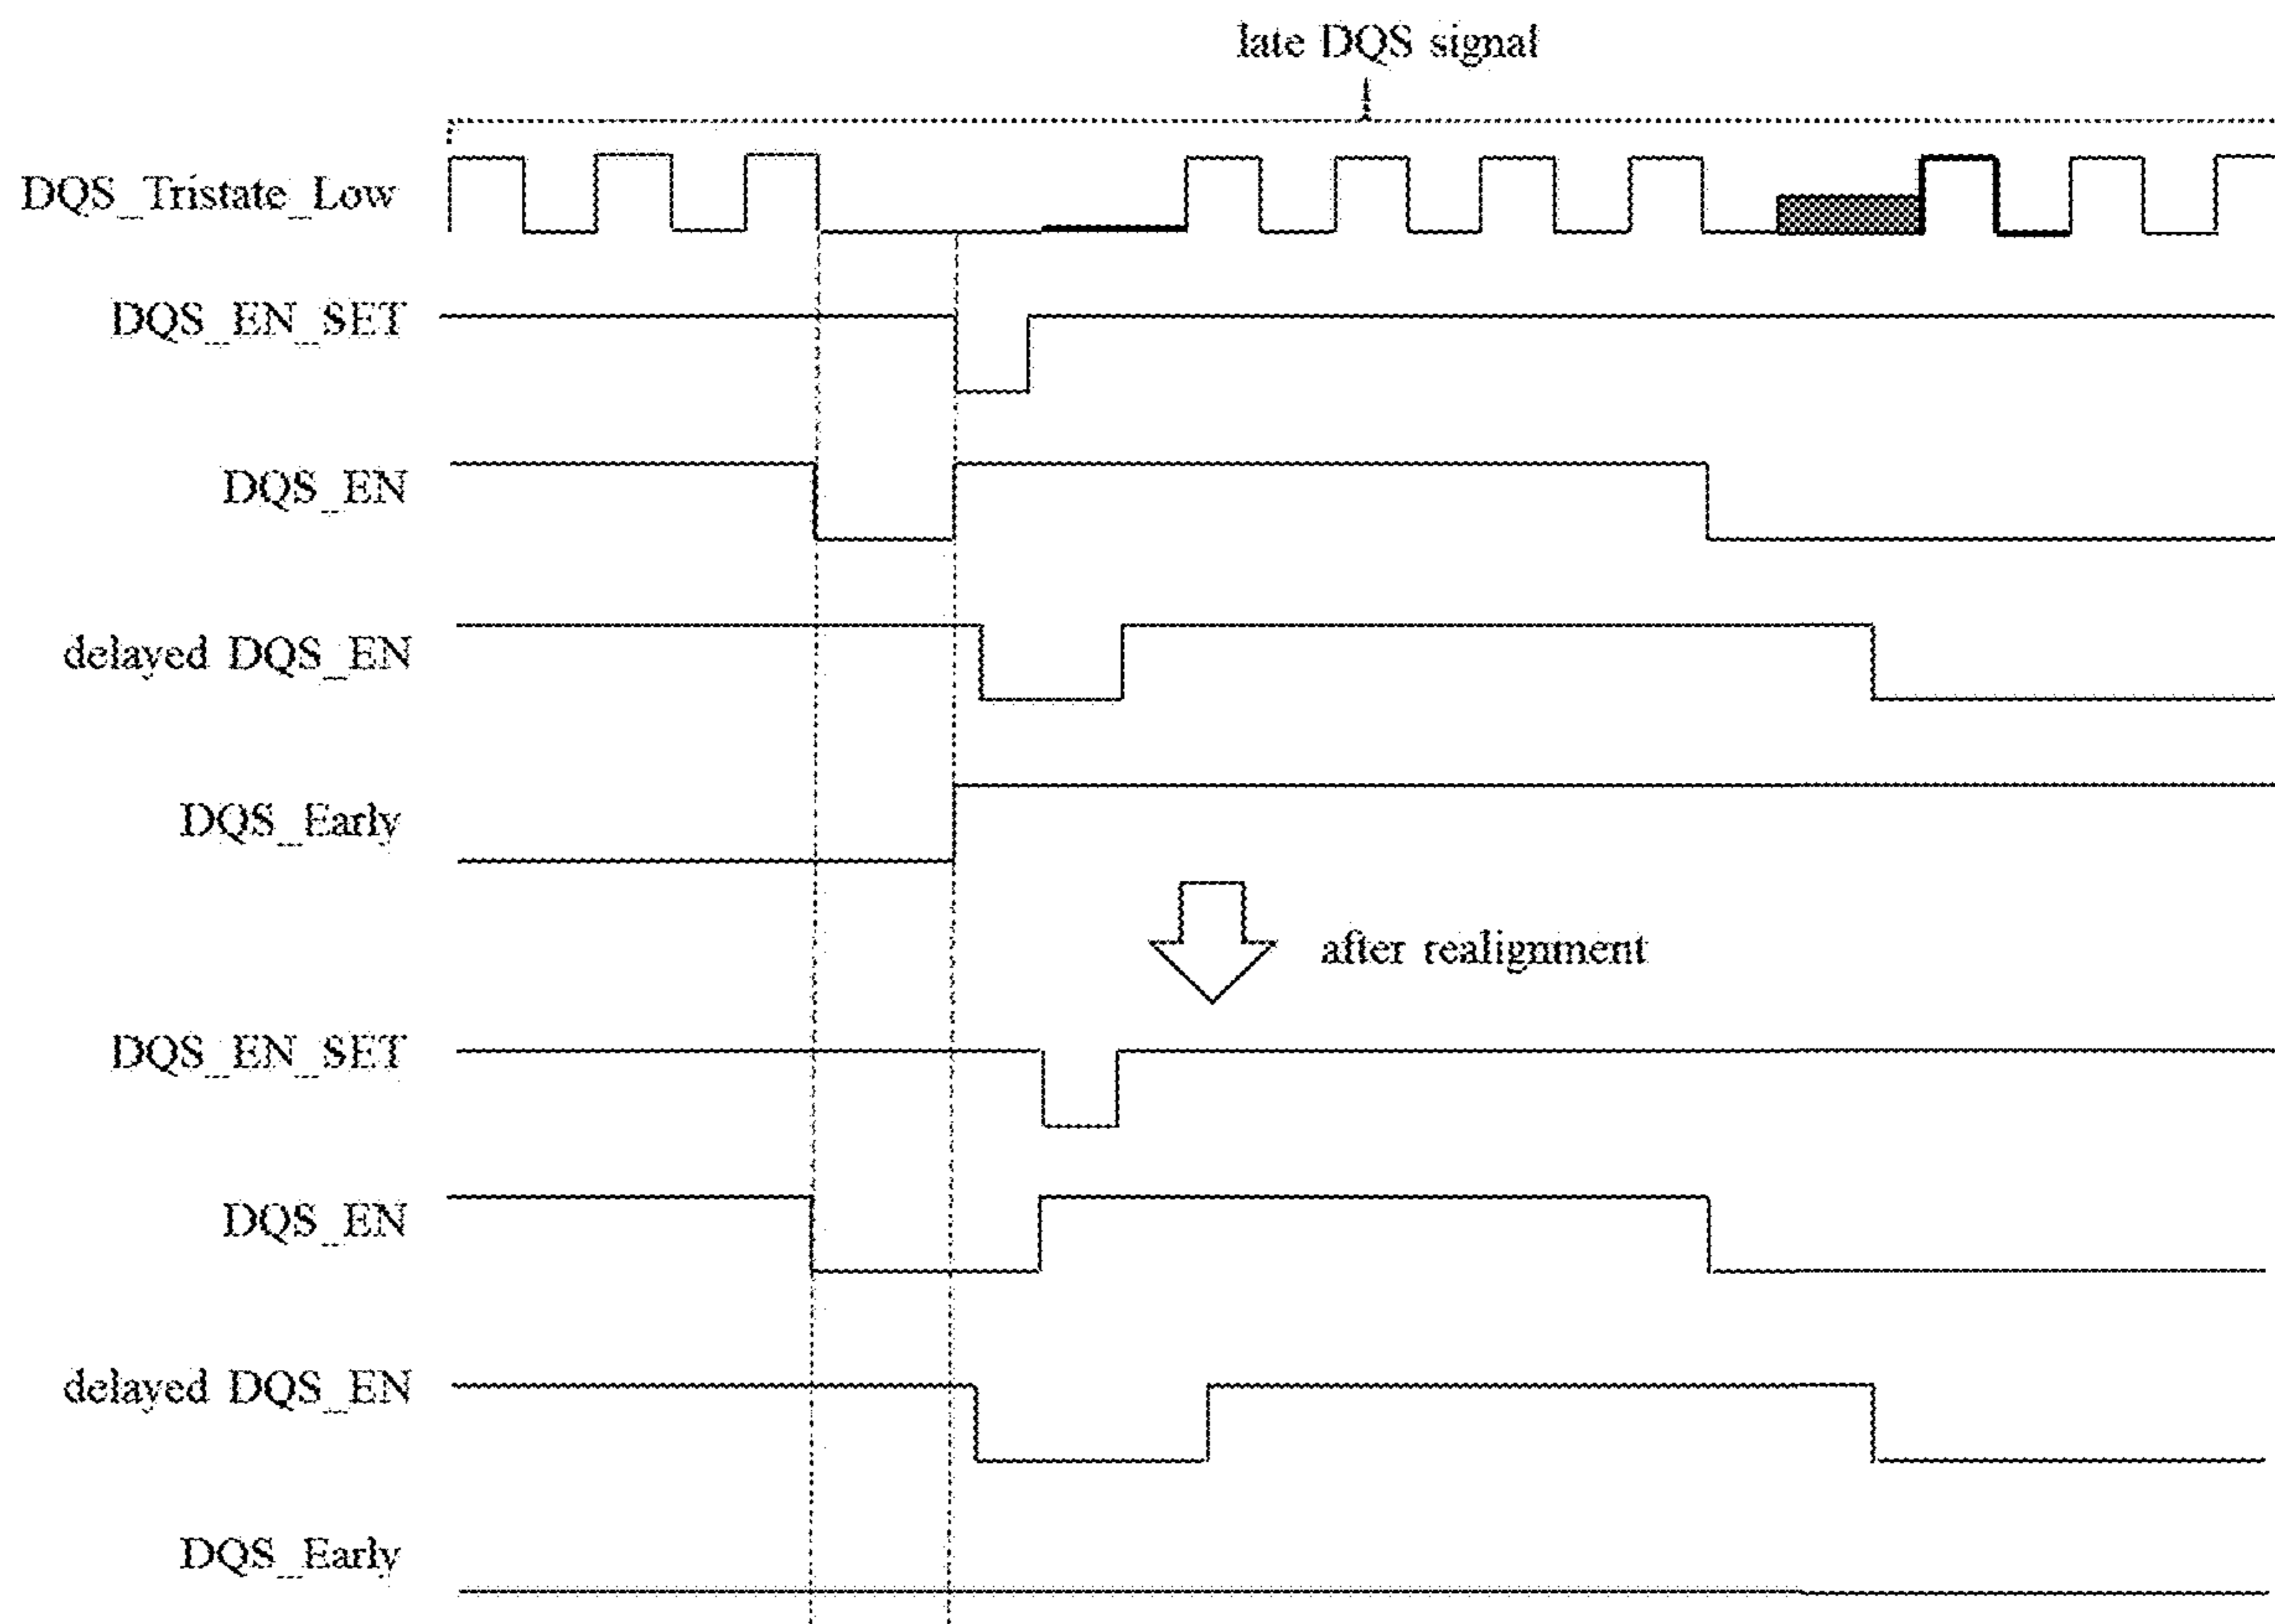 late DQS signal
DQS_Tristate_Low
DQS_EN_SET
DQS_EN
delayed DQS_EN
DQS_Early
after realignment
DQS_EN_SET
DQS_EN
delayed DQS_EN
DQS_Early